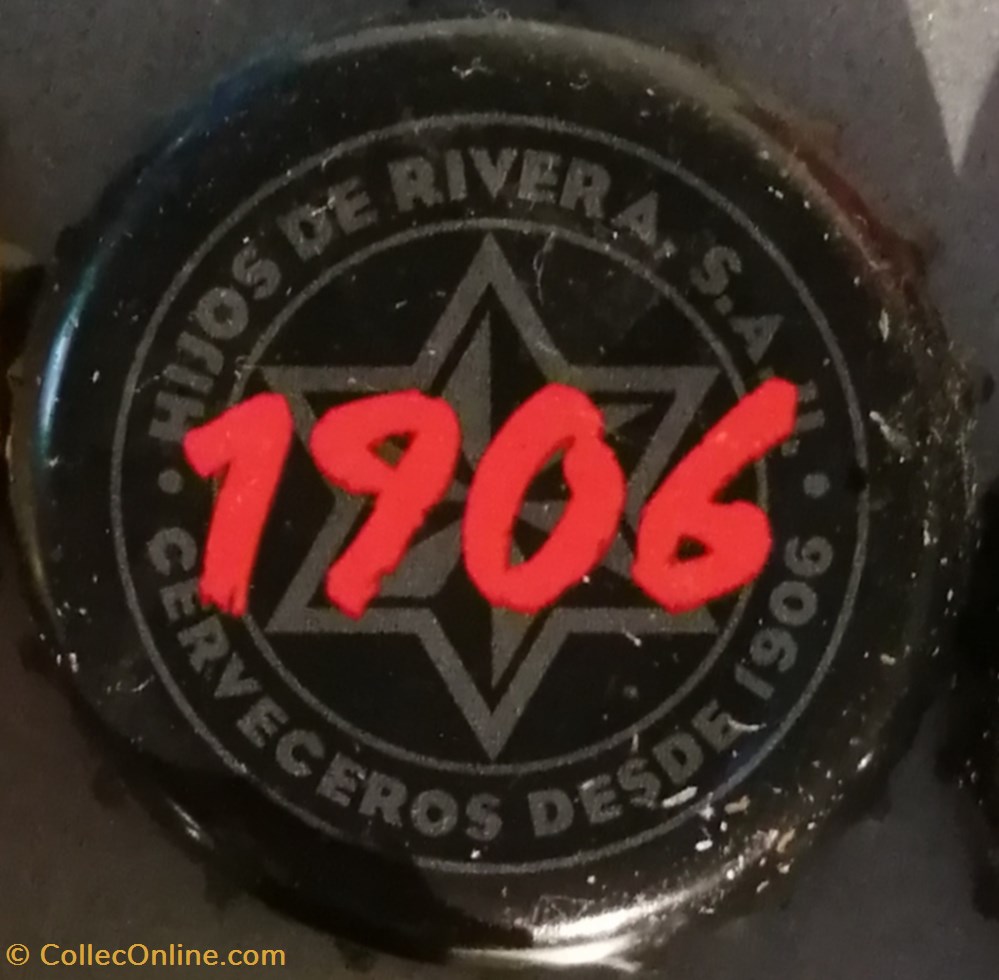 HIJOS DE RIVERA, S.A.U.
1906
CERVECEROS DESDE 1906
© CollecOnline.com